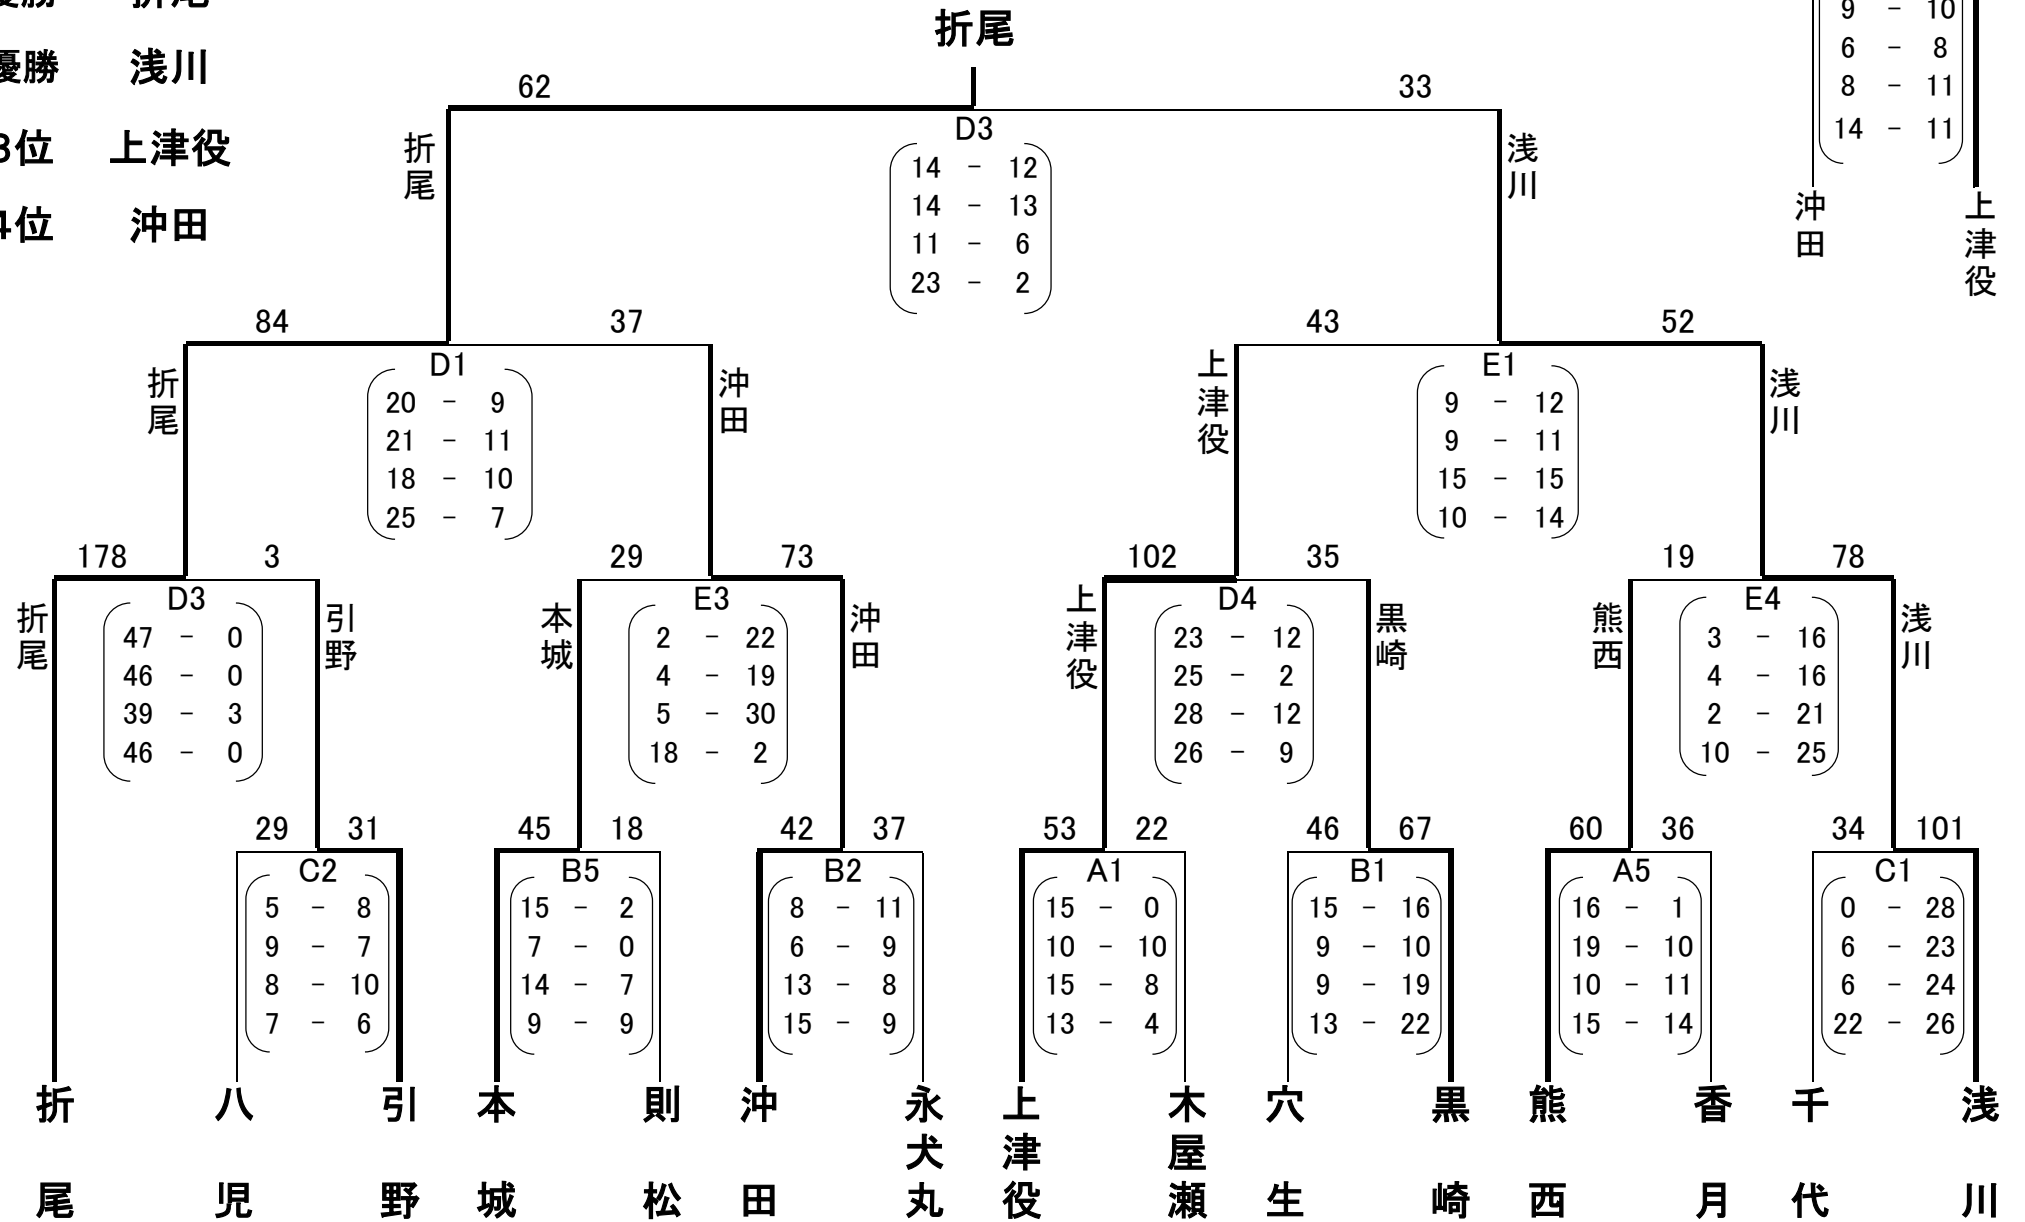 優勝 折尾
優勝 浅川
3位 上津役
4位 沖田
折尾
9 - 10
6 - 8
8 - 11
14 - 11
沖田 上津役
62 33
折尾 浅川
D3
14 - 12
14 - 13
11 - 6
23 - 2
84 37
折尾 沖田
D1
20 - 9
21 - 11
18 - 10
25 - 7
43 52
上津役 浅川
E1
9 - 12
9 - 11
15 - 15
10 - 14
178 3
折尾 引野
D3
47 - 0
46 - 0
39 - 3
46 - 0
29 73
本城 沖田
E3
2 - 22
4 - 19
5 - 30
18 - 2
102 35
上津役 黒崎
D4
23 - 12
25 - 2
28 - 12
26 - 9
19 78
熊西 浅川
E4
3 - 16
4 - 16
2 - 21
10 - 25
29 31
C2
5 - 8
9 - 7
8 - 10
7 - 6
45 18
B5
15 - 2
7 - 0
14 - 7
9 - 9
42 37
B2
8 - 11
6 - 9
13 - 8
15 - 9
53 22
A1
15 - 0
10 - 10
15 - 8
13 - 4
46 67
B1
15 - 16
9 - 10
9 - 19
13 - 22
60 36
A5
16 - 1
19 - 10
10 - 11
15 - 14
34 101
C1
0 - 28
6 - 23
6 - 24
22 - 26
折尾 八児 引野 本城 則松 沖田 永犬丸 上津役 木屋瀬 穴生 黒崎 熊西 香月 千代 浅川